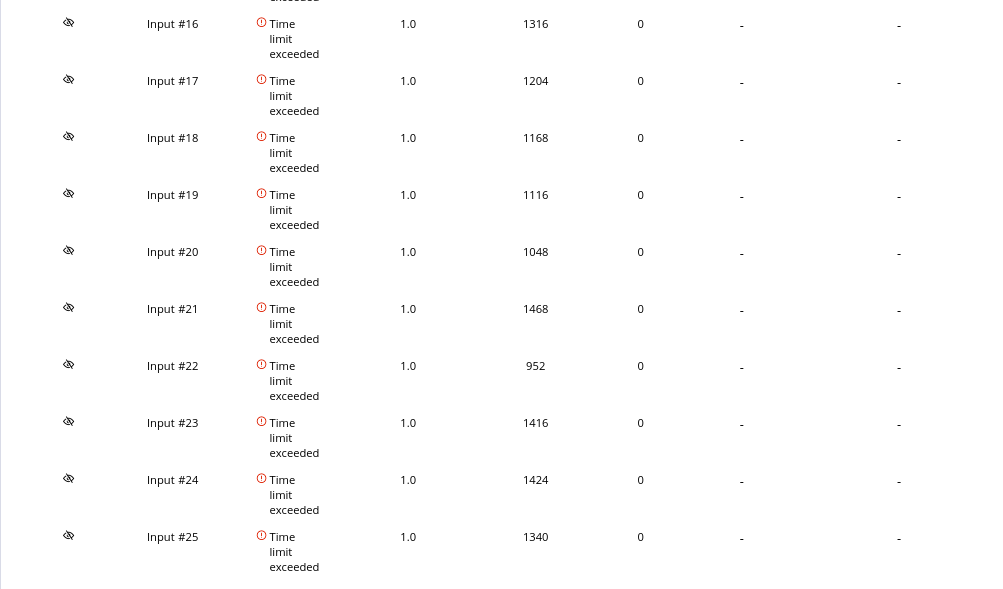 Input #16 Time limit exceeded 1.0 1316 0 - -
Input #17 Time limit exceeded 1.0 1204 0 - -
Input #18 Time limit exceeded 1.0 1168 0 - -
Input #19 Time limit exceeded 1.0 1116 0 - -
Input #20 Time limit exceeded 1.0 1048 0 - -
Input #21 Time limit exceeded 1.0 1468 0 - -
Input #22 Time limit exceeded 1.0 952 0 - -
Input #23 Time limit exceeded 1.0 1416 0 - -
Input #24 Time limit exceeded 1.0 1424 0 - -
Input #25 Time limit exceeded 1.0 1340 0 - -